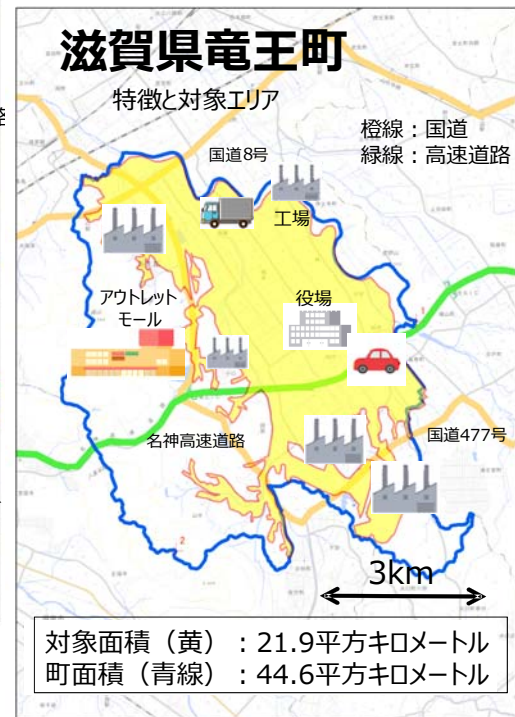 滋賀県竜王町
特徴と対象エリア
橙線：国道
緑線：高速道路
国道8号
工場
役場
アウトレット
モール
名神高速道路
国道477号
3km
対象面積（黄）：21.9平方キロメートル
町面積（青線）：44.6平方キロメートル